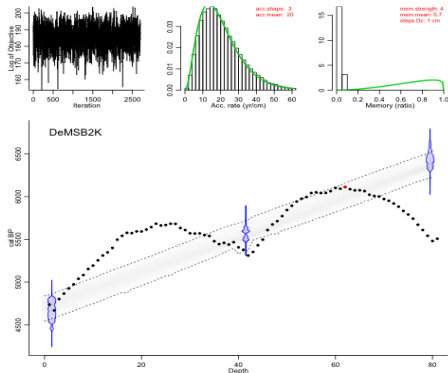 160 170 180 190 200
Log of Objective
0 500 1500 2500
Iteration
acc.shape: 3
acc.mean: 20
0.00 0.01 0.02 0.03
0 10 20 30 40 50 60
Acc. rate (yr/cm)
mem.strength: 4
mem.mean: 0.7
steps.Dc: 1 cm
0 5 10 15
0.0 0.2 0.4 0.6 0.8 1.0
Memory (ratio)
DeMSB2K
4500 5000 5500 6000 6500
cal BP
0 20 40 60 80
Depth